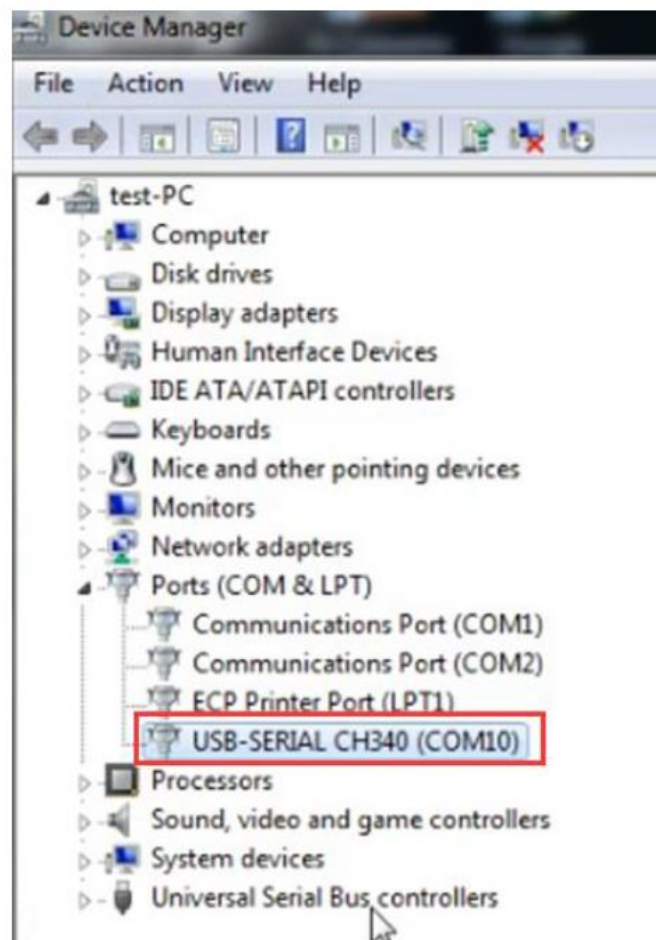 Device Manager
File Action View Help
test-PC
Computer
Disk drives
Display adapters
Human Interface Devices
IDE ATA/ATAPI controllers
Keyboards
Mice and other pointing devices
Monitors
Network adapters
Ports (COM & LPT)
Communications Port (COM1)
Communications Port (COM2)
ECP Printer Port (LPT1)
USB-SERIAL CH340 (COM10)
Processors
Sound, video and game controllers
System devices
Universal Serial Bus controllers